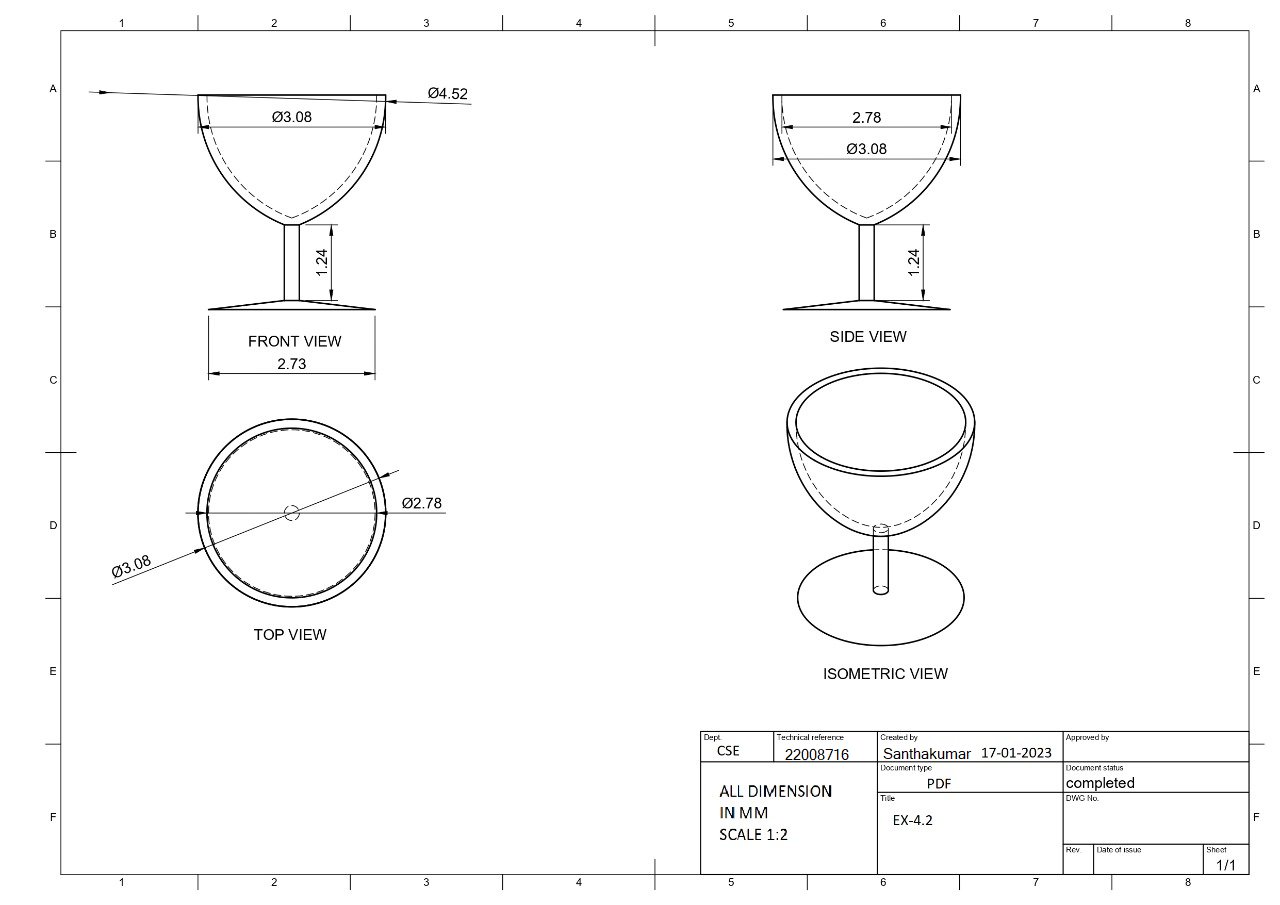 1 2 3 4 5 6 7 8
A A
Ø4.52
Ø3.08
2.78
Ø3.08
B B
1.24
1.24
FRONT VIEW
SIDE VIEW
2.73
C C
Ø2.78
D D
Ø3.08
TOP VIEW
E E
ISOMETRIC VIEW
Dept.
CSE
Technical reference
22008716
Created by
Santhakumar 17-01-2023
Approved by
ALL DIMENSION
IN MM
SCALE 1:2
Document type
PDF
Document status
completed
Title
EX-4.2
DWG No.
F F
Rev.
Date of issue
Sheet
1/1
1 2 3 4 5 6 7 8